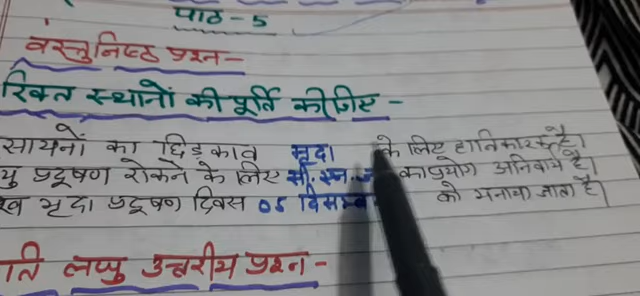 पाठ - 5
वस्तुनिष्ठ प्रश्न-
रिक्त स्थानों की पूर्ति कीजिए -
सायनों का छिड़काव मृदा के लिए हानिकारक है।
यु प्रदूषण रोकने के लिए सी. एन. का प्रयोग अनिवार्य है।
मृदा प्रदूषण दिवस 05 दिसम्ब को मनाया जाता है।
ति लघु उत्तरीय प्रश्न -